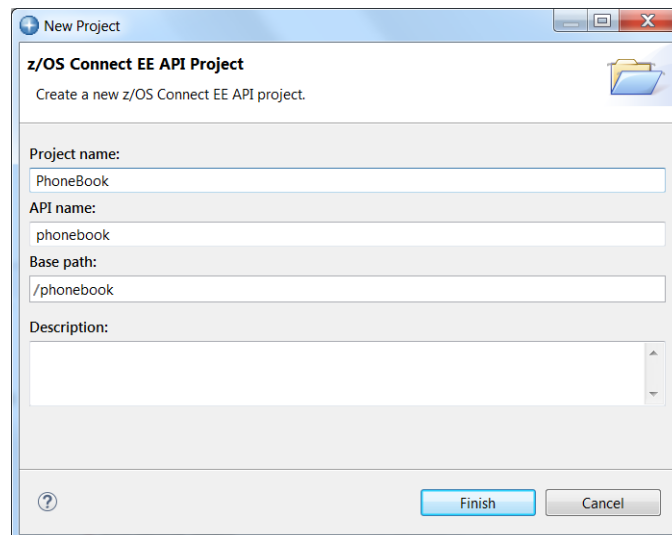 New Project
z/OS Connect EE API Project
Create a new z/OS Connect EE API project.
Project name:
PhoneBook
API name:
phonebook
Base path:
/phonebook
Description:
?
Finish
Cancel